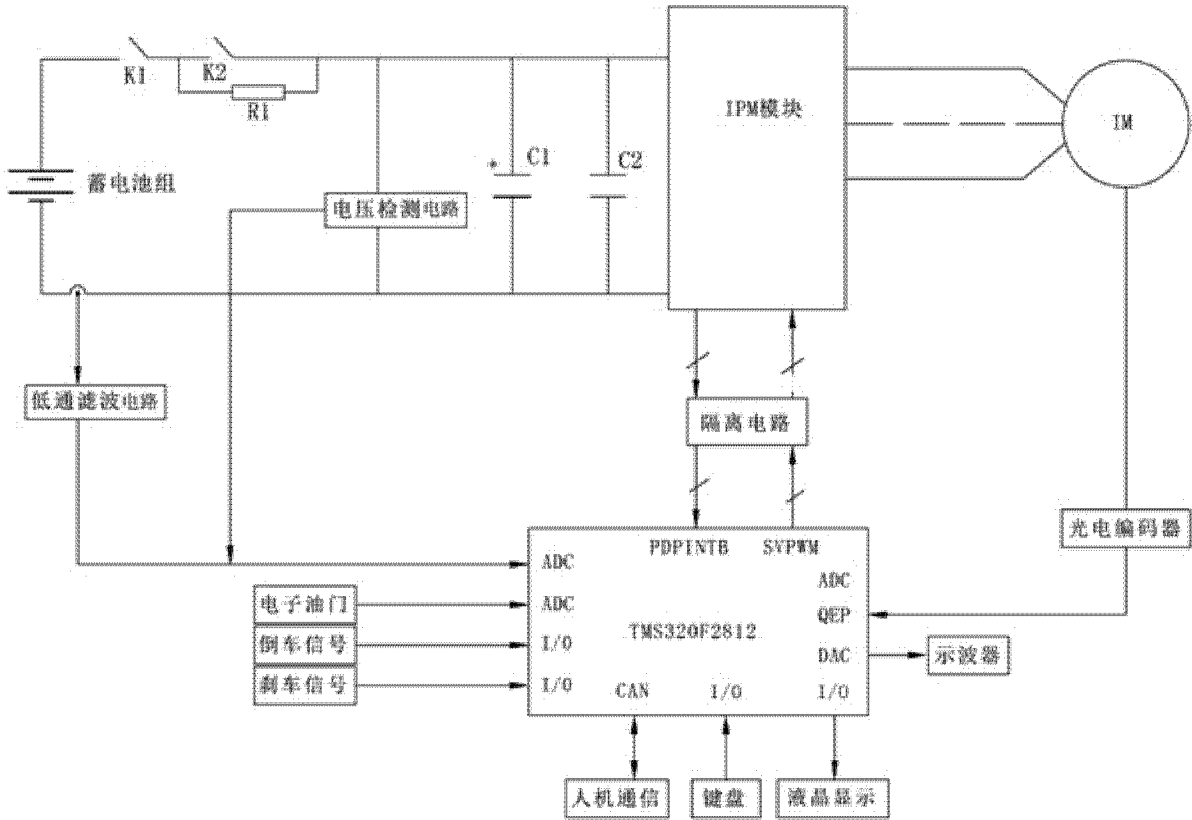 K1
K2
R1
IPM模块
IM
C1
C2
蓄电池组
电压检测电路
低通滤波电路
隔离电路
光电编码器
PDPINTB
SVPWM
ADC
ADC
电子油门
ADC
QEP
倒车信号
I/O
TMS320F2812
DAC
示波器
刹车信号
I/O
CAN
I/O
I/O
人机通信
键盘
液晶显示